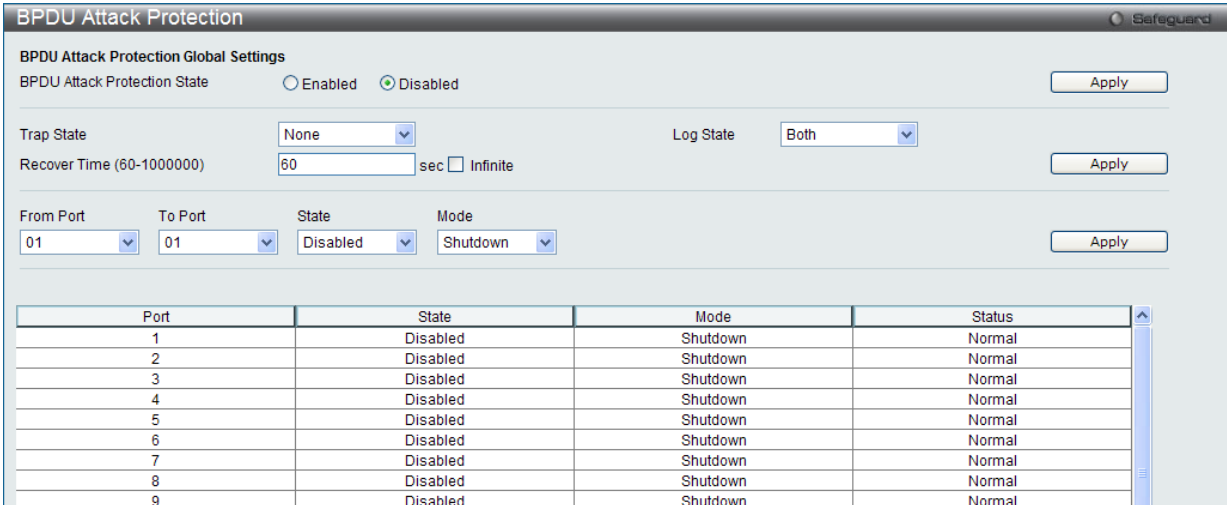 BPDU Attack Protection Safeguard
BPDU Attack Protection Global Settings
BPDU Attack Protection State Enabled Disabled Apply
Trap State None Log State Both
Recover Time (60-1000000) 60 sec Infinite Apply
From Port To Port State Mode
01 01 Disabled Shutdown Apply
Port State Mode Status
1 Disabled Shutdown Normal
2 Disabled Shutdown Normal
3 Disabled Shutdown Normal
4 Disabled Shutdown Normal
5 Disabled Shutdown Normal
6 Disabled Shutdown Normal
7 Disabled Shutdown Normal
8 Disabled Shutdown Normal
9 Disabled Shutdown Normal